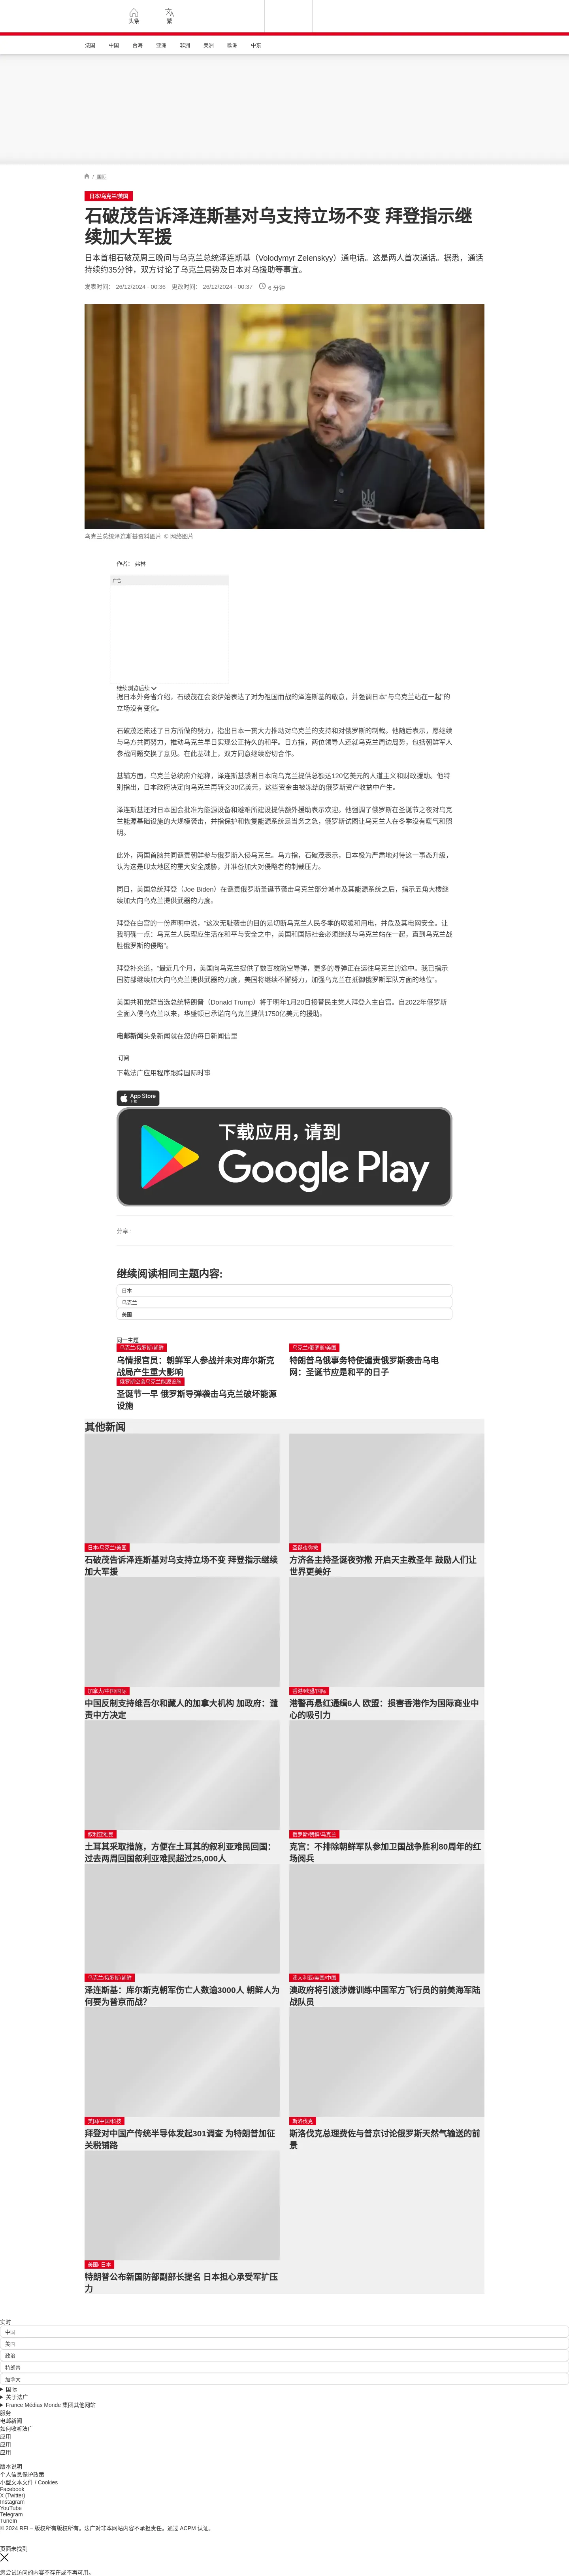 头条
繁
法国
中国
台海
亚洲
非洲
美洲
欧洲
中东
/ 国际
日本/乌克兰/美国
石破茂告诉泽连斯基对乌支持立场不变 拜登指示继
续加大军援
日本首相石破茂周三晚间与乌克兰总统泽连斯基（Volodymyr Zelenskyy）通电话。这是两人首次通话。据悉，通话
持续约35分钟，双方讨论了乌克兰局势及日本对乌援助等事宜。
发表时间： 26/12/2024 - 00:36 更改时间： 26/12/2024 - 00:37 6 分钟
乌克兰总统泽连斯基资料图片 © 网络图片
作者： 弗林
广告
继续浏览后续
据日本外务省介绍，石破茂在会谈伊始表达了对为祖国而战的泽连斯基的敬意，并强调日本“与乌克兰站在一起”的
立场没有变化。
石破茂还陈述了日方所做的努力，指出日本一贯大力推动对乌克兰的支持和对俄罗斯的制裁。他随后表示，愿继续
与乌方共同努力，推动乌克兰早日实现公正持久的和平。日方指，两位领导人还就乌克兰周边局势，包括朝鲜军人
参战问题交换了意见。在此基础上，双方同意继续密切合作。
基辅方面，乌克兰总统府介绍称，泽连斯基感谢日本向乌克兰提供总额达120亿美元的人道主义和财政援助。他特
别指出，日本政府决定向乌克兰再转交30亿美元，这些资金由被冻结的俄罗斯资产收益中产生。
泽连斯基还对日本国会批准为能源设备和避难所建设提供额外援助表示欢迎。他强调了俄罗斯在圣诞节之夜对乌克
兰能源基础设施的大规模袭击，并指保护和恢复能源系统是当务之急，俄罗斯试图让乌克兰人在冬季没有暖气和照
明。
此外，两国首脑共同谴责朝鲜参与俄罗斯入侵乌克兰。乌方指，石破茂表示，日本极为严肃地对待这一事态升级，
认为这是印太地区的重大安全威胁，并准备加大对侵略者的制裁压力。
同日，美国总统拜登（Joe Biden）在谴责俄罗斯圣诞节袭击乌克兰部分城市及其能源系统之后，指示五角大楼继
续加大向乌克兰提供武器的力度。
拜登在白宫的一份声明中说，“这次无耻袭击的目的是切断乌克兰人民冬季的取暖和用电，并危及其电网安全。让
我明确一点：乌克兰人民理应生活在和平与安全之中，美国和国际社会必须继续与乌克兰站在一起，直到乌克兰战
胜俄罗斯的侵略”。
拜登补充道，“最近几个月，美国向乌克兰提供了数百枚防空导弹，更多的导弹正在运往乌克兰的途中。我已指示
国防部继续加大向乌克兰提供武器的力度，美国将继续不懈努力，加强乌克兰在抵御俄罗斯军队方面的地位”。
美国共和党籍当选总统特朗普（Donald Trump）将于明年1月20日接替民主党人拜登入主白宫。自2022年俄罗斯
全面入侵乌克兰以来，华盛顿已承诺向乌克兰提供1750亿美元的援助。
电邮新闻头条新闻就在您的每日新闻信里
订阅
下载法广应用程序跟踪国际时事
App Store
下载
下载应用，请到
Google Play
分享 :
继续阅读相同主题内容:
日本
乌克兰
美国
同一主题
乌克兰/俄罗斯/朝鲜
乌情报官员：朝鲜军人参战并未对库尔斯克
战局产生重大影响
乌克兰/俄罗斯/美国
特朗普乌俄事务特使谴责俄罗斯袭击乌电
网：圣诞节应是和平的日子
俄罗斯空袭乌克兰能源设施
圣诞节一早 俄罗斯导弹袭击乌克兰破坏能源
设施
其他新闻
日本/乌克兰/美国
石破茂告诉泽连斯基对乌支持立场不变 拜登指示继续
加大军援
圣诞夜弥撒
方济各主持圣诞夜弥撒 开启天主教圣年 鼓励人们让
世界更美好
加拿大/中国/国际
中国反制支持维吾尔和藏人的加拿大机构 加政府：谴
责中方决定
香港/欧盟/国际
港警再悬红通缉6人 欧盟：损害香港作为国际商业中
心的吸引力
叙利亚难民
土耳其采取措施，方便在土耳其的叙利亚难民回国：
过去两周回国叙利亚难民超过25,000人
俄罗斯/朝鲜/乌克兰
克宫：不排除朝鲜军队参加卫国战争胜利80周年的红
场阅兵
乌克兰/俄罗斯/朝鲜
泽连斯基：库尔斯克朝军伤亡人数逾3000人 朝鲜人为
何要为普京而战？
澳大利亚/美国/中国
澳政府将引渡涉嫌训练中国军方飞行员的前美海军陆
战队员
美国/中国/科技
拜登对中国产传统半导体发起301调查 为特朗普加征
关税铺路
斯洛伐克
斯洛伐克总理费佐与普京讨论俄罗斯天然气输送的前
景
美国/ 日本
特朗普公布新国防部副部长提名 日本担心承受军扩压
力
实时
中国
美国
政治
特朗普
加拿大
国际
关于法广
France Médias Monde 集团其他网站
服务
电邮新闻
如何收听法广
应用
应用
应用
版本说明
个人信息保护政策
小型文本文件 / Cookies
Facebook
X (Twitter)
Instagram
YouTube
Telegram
TuneIn
© 2024 RFI – 版权所有版权所有。法广对非本网站内容不承担责任。通过 ACPM 认证。
页面未找到
您尝试访问的内容不存在或不再可用。